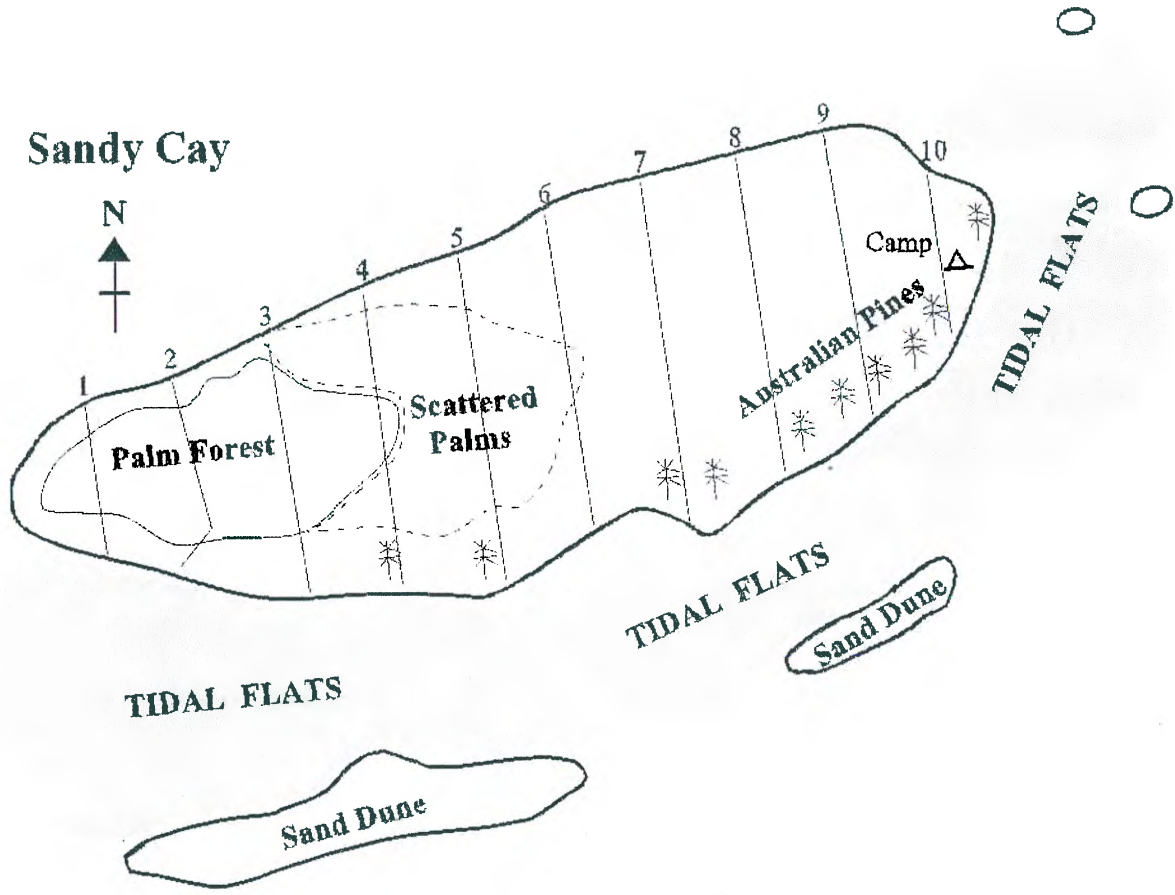 Sandy Cay
N
1
2
3
4
5
6
7
8
9
10
Camp
Australian Pines
Palm Forest
Scattered
Palms
TIDAL FLATS
TIDAL FLATS
TIDAL FLATS
Sand Dune
Sand Dune